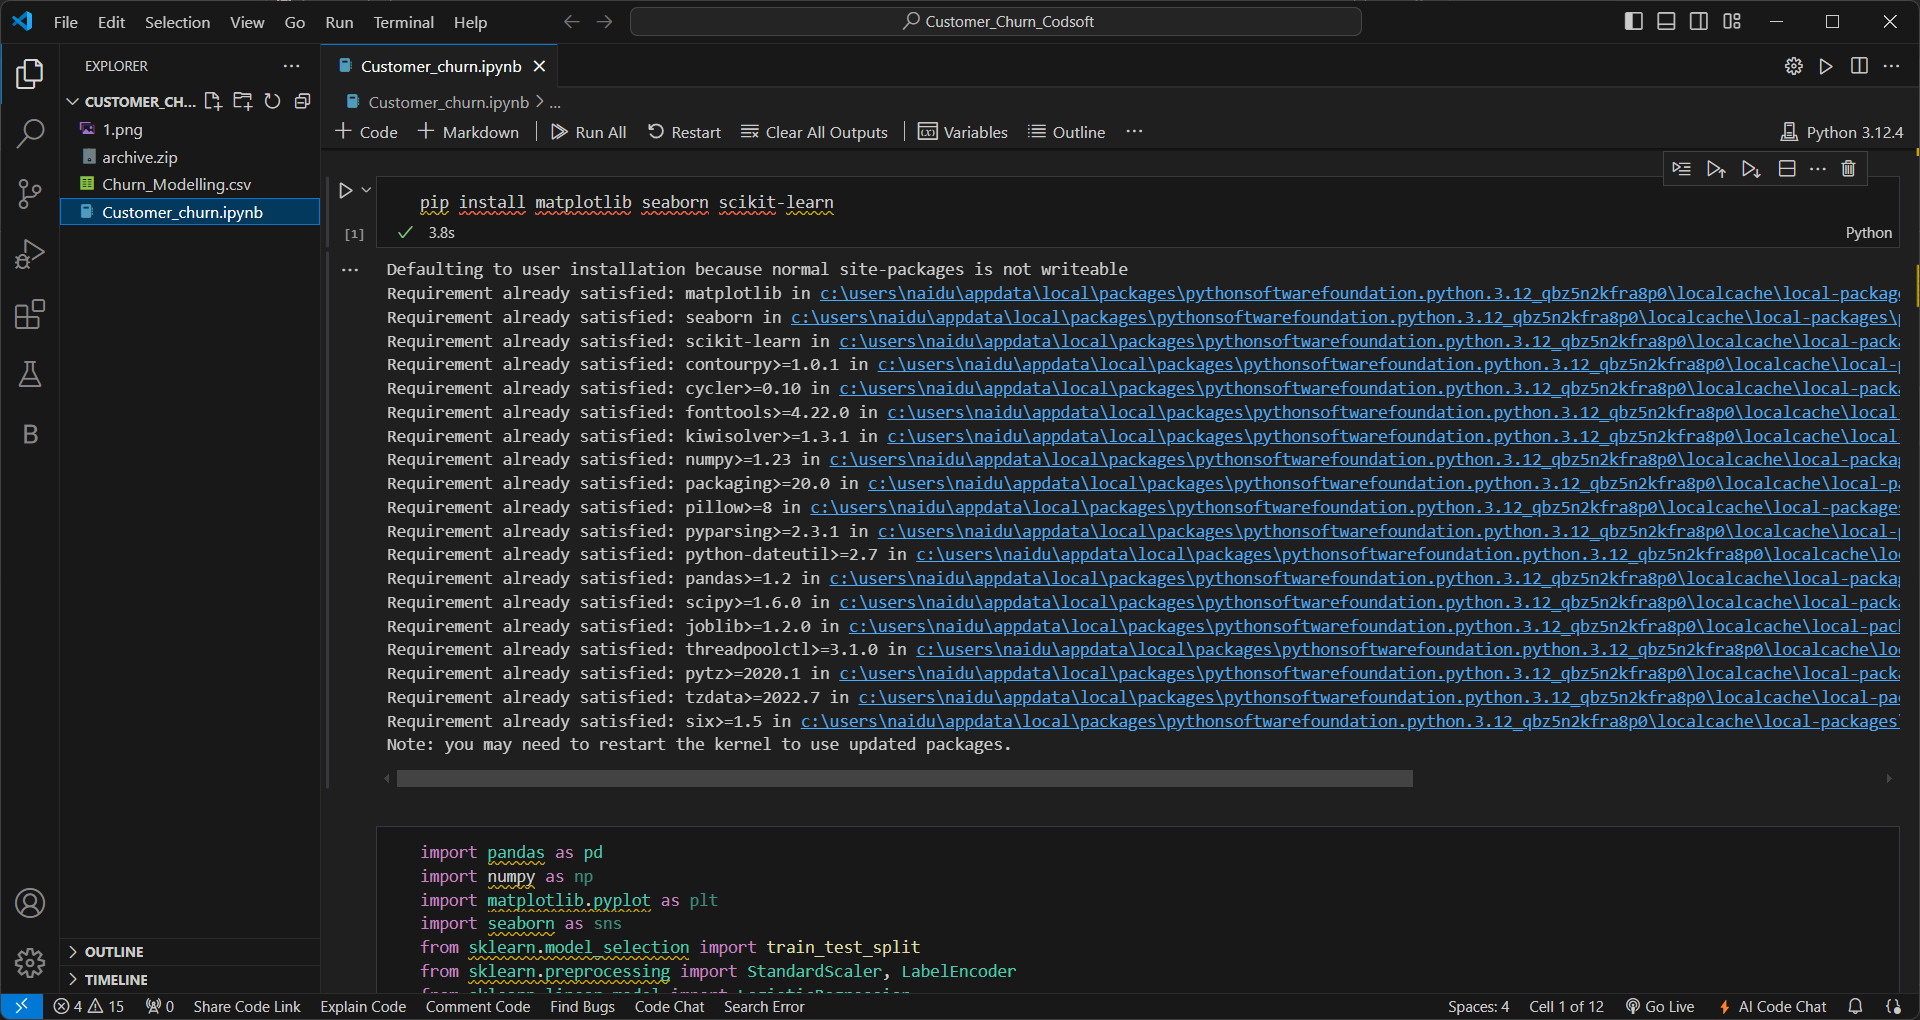 File Edit Selection View Go Run Terminal Help
Customer_Churn_Codsoft
EXPLORER
CUSTOMER_CH...
1.png
archive.zip
Churn_Modelling.csv
Customer_churn.ipynb
OUTLINE
TIMELINE
Customer_churn.ipynb
Customer_churn.ipynb > ...
Code Markdown Run All Restart Clear All Outputs Variables Outline ... Python 3.12.4
pip install matplotlib seaborn scikit-learn
[1] 3.8s Python
Defaulting to user installation because normal site-packages is not writeable
Requirement already satisfied: matplotlib in c:\users\naidu\appdata\local\packages\pythonsoftwarefoundation.python.3.12_qbz5n2kfra8p0\localcache\local-package
Requirement already satisfied: seaborn in c:\users\naidu\appdata\local\packages\pythonsoftwarefoundation.python.3.12_qbz5n2kfra8p0\localcache\local-packages\
Requirement already satisfied: scikit-learn in c:\users\naidu\appdata\local\packages\pythonsoftwarefoundation.python.3.12_qbz5n2kfra8p0\localcache\local-packa
Requirement already satisfied: contourpy>=1.0.1 in c:\users\naidu\appdata\local\packages\pythonsoftwarefoundation.python.3.12_qbz5n2kfra8p0\localcache\local-
Requirement already satisfied: cycler>=0.10 in c:\users\naidu\appdata\local\packages\pythonsoftwarefoundation.python.3.12_qbz5n2kfra8p0\localcache\local-packa
Requirement already satisfied: fonttools>=4.22.0 in c:\users\naidu\appdata\local\packages\pythonsoftwarefoundation.python.3.12_qbz5n2kfra8p0\localcache\local-
Requirement already satisfied: kiwisolver>=1.3.1 in c:\users\naidu\appdata\local\packages\pythonsoftwarefoundation.python.3.12_qbz5n2kfra8p0\localcache\local-
Requirement already satisfied: numpy>=1.23 in c:\users\naidu\appdata\local\packages\pythonsoftwarefoundation.python.3.12_qbz5n2kfra8p0\localcache\local-packa
Requirement already satisfied: packaging>=20.0 in c:\users\naidu\appdata\local\packages\pythonsoftwarefoundation.python.3.12_qbz5n2kfra8p0\localcache\local-pa
Requirement already satisfied: pillow>=8 in c:\users\naidu\appdata\local\packages\pythonsoftwarefoundation.python.3.12_qbz5n2kfra8p0\localcache\local-packages
Requirement already satisfied: pyparsing>=2.3.1 in c:\users\naidu\appdata\local\packages\pythonsoftwarefoundation.python.3.12_qbz5n2kfra8p0\localcache\local-p
Requirement already satisfied: python-dateutil>=2.7 in c:\users\naidu\appdata\local\packages\pythonsoftwarefoundation.python.3.12_qbz5n2kfra8p0\localcache\lo
Requirement already satisfied: pandas>=1.2 in c:\users\naidu\appdata\local\packages\pythonsoftwarefoundation.python.3.12_qbz5n2kfra8p0\localcache\local-packag
Requirement already satisfied: scipy>=1.6.0 in c:\users\naidu\appdata\local\packages\pythonsoftwarefoundation.python.3.12_qbz5n2kfra8p0\localcache\local-packa
Requirement already satisfied: joblib>=1.2.0 in c:\users\naidu\appdata\local\packages\pythonsoftwarefoundation.python.3.12_qbz5n2kfra8p0\localcache\local-pac
Requirement already satisfied: threadpoolctl>=3.1.0 in c:\users\naidu\appdata\local\packages\pythonsoftwarefoundation.python.3.12_qbz5n2kfra8p0\localcache\lo
Requirement already satisfied: pytz>=2020.1 in c:\users\naidu\appdata\local\packages\pythonsoftwarefoundation.python.3.12_qbz5n2kfra8p0\localcache\local-packa
Requirement already satisfied: tzdata>=2022.7 in c:\users\naidu\appdata\local\packages\pythonsoftwarefoundation.python.3.12_qbz5n2kfra8p0\localcache\local-pa
Requirement already satisfied: six>=1.5 in c:\users\naidu\appdata\local\packages\pythonsoftwarefoundation.python.3.12_qbz5n2kfra8p0\localcache\local-packages
Note: you may need to restart the kernel to use updated packages.
import pandas as pd
import numpy as np
import matplotlib.pyplot as plt
import seaborn as sns
from sklearn.model_selection import train_test_split
from sklearn.preprocessing import StandardScaler, LabelEncoder
from sklearn.linear_model import LogisticRegression
4 15 0 Share Code Link Explain Code Comment Code Find Bugs Code Chat Search Error Spaces: 4 Cell 1 of 12 Go Live AI Code Chat